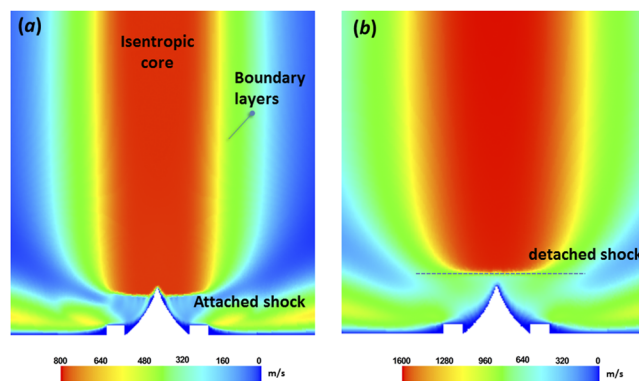 (a)
Isentropic
core
Boundary
layers
Attached shock
800 640 480 320 160 0 m/s
(b)
detached shock
1600 1280 960 640 320 0 m/s